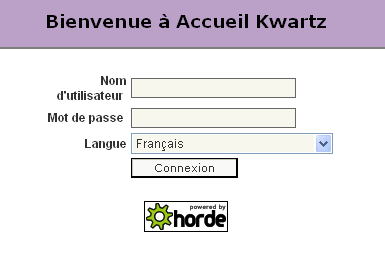 Bienvenue à Accueil Kwartz
Nom
d'utilisateur
Mot de passe
Langue Français
Connexion
powered by
horde